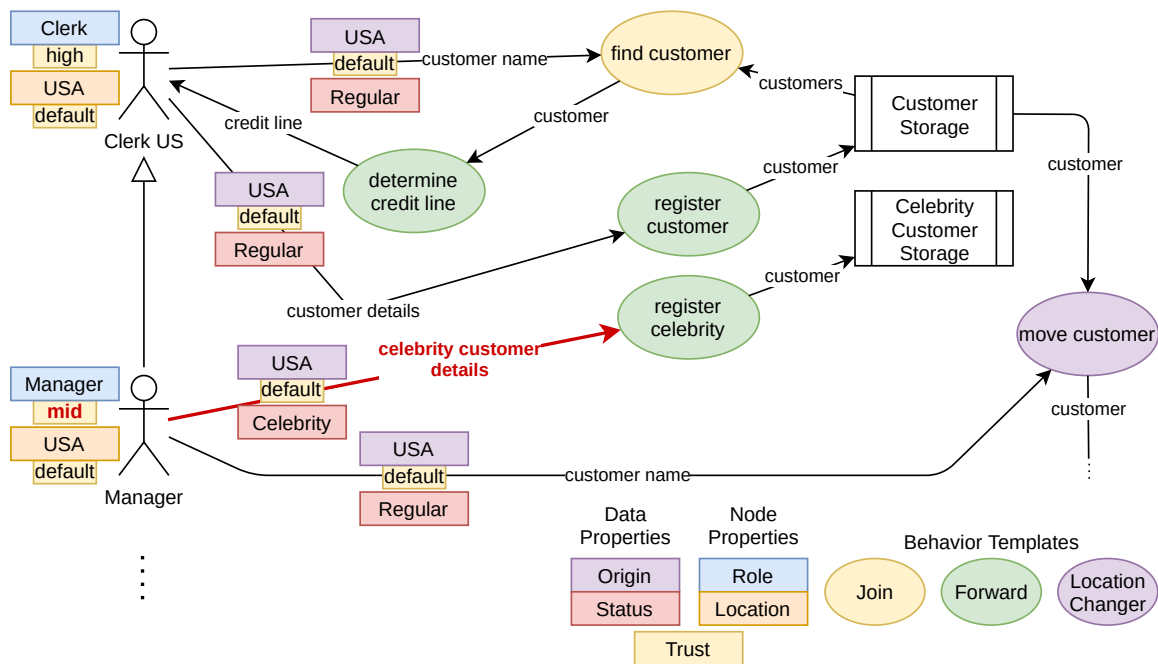 Clerk
high
USA
default
Clerk US
USA
default
Regular
customer name
find customer
customers
Customer
Storage
credit line
customer
determine
credit line
customer
customer
USA
default
Regular
register
customer
Celebrity
Customer
Storage
customer details
customer
register
celebrity
move customer
celebrity customer
details
Manager
mid
USA
default
Manager
USA
default
Celebrity
customer
USA
default
Regular
customer name
Data
Properties
Node
Properties
Behavior Templates
Origin
Status
Role
Location
Trust
Join
Forward
Location
Changer